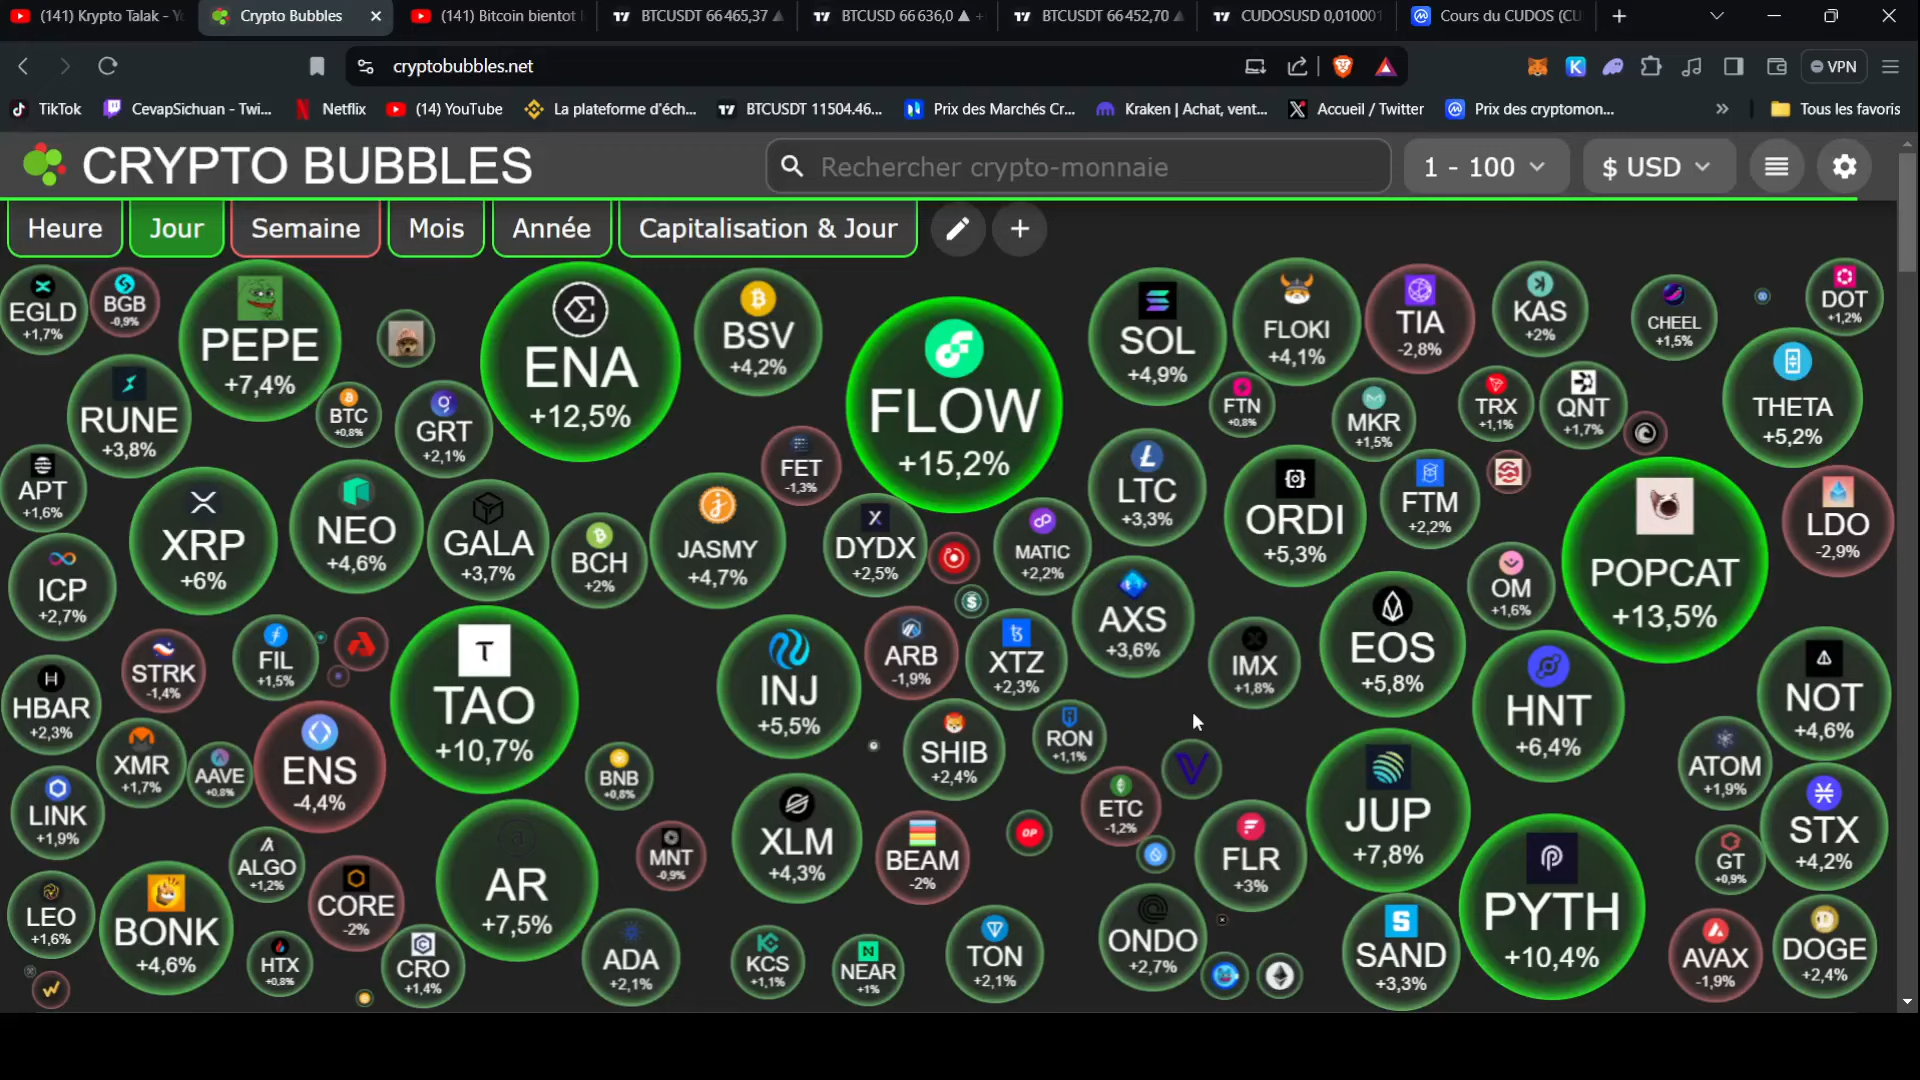 (141) Krypto Talak - Y
Crypto Bubbles
(141) Bitcoin bientot
BTCUSDT 66 465,37
BTCUSD 66 636,0
BTCUSDT 66 452,70
CUDOSUSD 0,010001
Cours du CUDOS (CU
cryptobubbles.net
VPN
TikTok
CevapSichuan - Twi...
Netflix
(14) YouTube
La plateforme d'éch...
BTCUSDT 11504.46...
Prix des Marchés Cr...
Kraken | Achat, vent...
Accueil / Twitter
Prix des cryptomon...
Tous les favoris
CRYPTO BUBBLES
Rechercher crypto-monnaie
1 - 100
$ USD
Heure
Jour
Semaine
Mois
Année
Capitalisation & Jour
EGLD
+1,7%
BGB
-0,9%
PEPE
+7,4%
ENA
+12,5%
BSV
+4,2%
FLOW
+15,2%
SOL
+4,9%
FLOKI
+4,1%
TIA
-2,8%
KAS
+2%
CHEEL
+1,5%
DOT
+1,2%
RUNE
+3,8%
BTC
+0,8%
GRT
+2,1%
FET
-1,3%
FTN
+0,8%
MKR
+1,5%
TRX
+1,1%
QNT
+1,7%
THETA
+5,2%
APT
+1,6%
XRP
+6%
NEO
+4,6%
GALA
+3,7%
BCH
+2%
JASMY
+4,7%
DYDX
+2,5%
MATIC
+2,2%
LTC
+3,3%
ORDI
+5,3%
FTM
+2,2%
POPCAT
+13,5%
LDO
-2,9%
ICP
+2,7%
OM
+1,6%
STRK
-1,4%
FIL
+1,5%
TAO
+10,7%
INJ
+5,5%
ARB
-1,9%
XTZ
+2,3%
AXS
+3,6%
IMX
+1,8%
EOS
+5,8%
HNT
+6,4%
NOT
+4,6%
HBAR
+2,3%
XMR
+1,7%
AAVE
+0,8%
ENS
-4,4%
BNB
+0,8%
SHIB
+2,4%
RON
+1,1%
ATOM
+1,9%
LINK
+1,9%
ALGO
+1,2%
AR
+7,5%
MNT
-0,9%
XLM
+4,3%
BEAM
-2%
OP
ETC
-1,2%
FLR
+3%
JUP
+7,8%
PYTH
+10,4%
GT
+0,9%
STX
+4,2%
LEO
+1,6%
BONK
+4,6%
CORE
-2%
HTX
+0,8%
CRO
+1,4%
ADA
+2,1%
KCS
+1,1%
NEAR
+1%
TON
+2,1%
ONDO
+2,7%
SAND
+3,3%
AVAX
-1,9%
DOGE
+2,4%